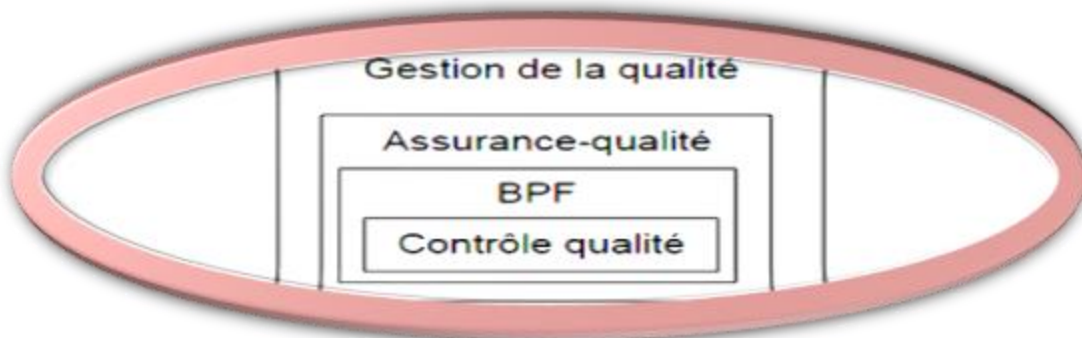 Gestion de la qualité
Assurance-qualité
BPF
Contrôle qualité